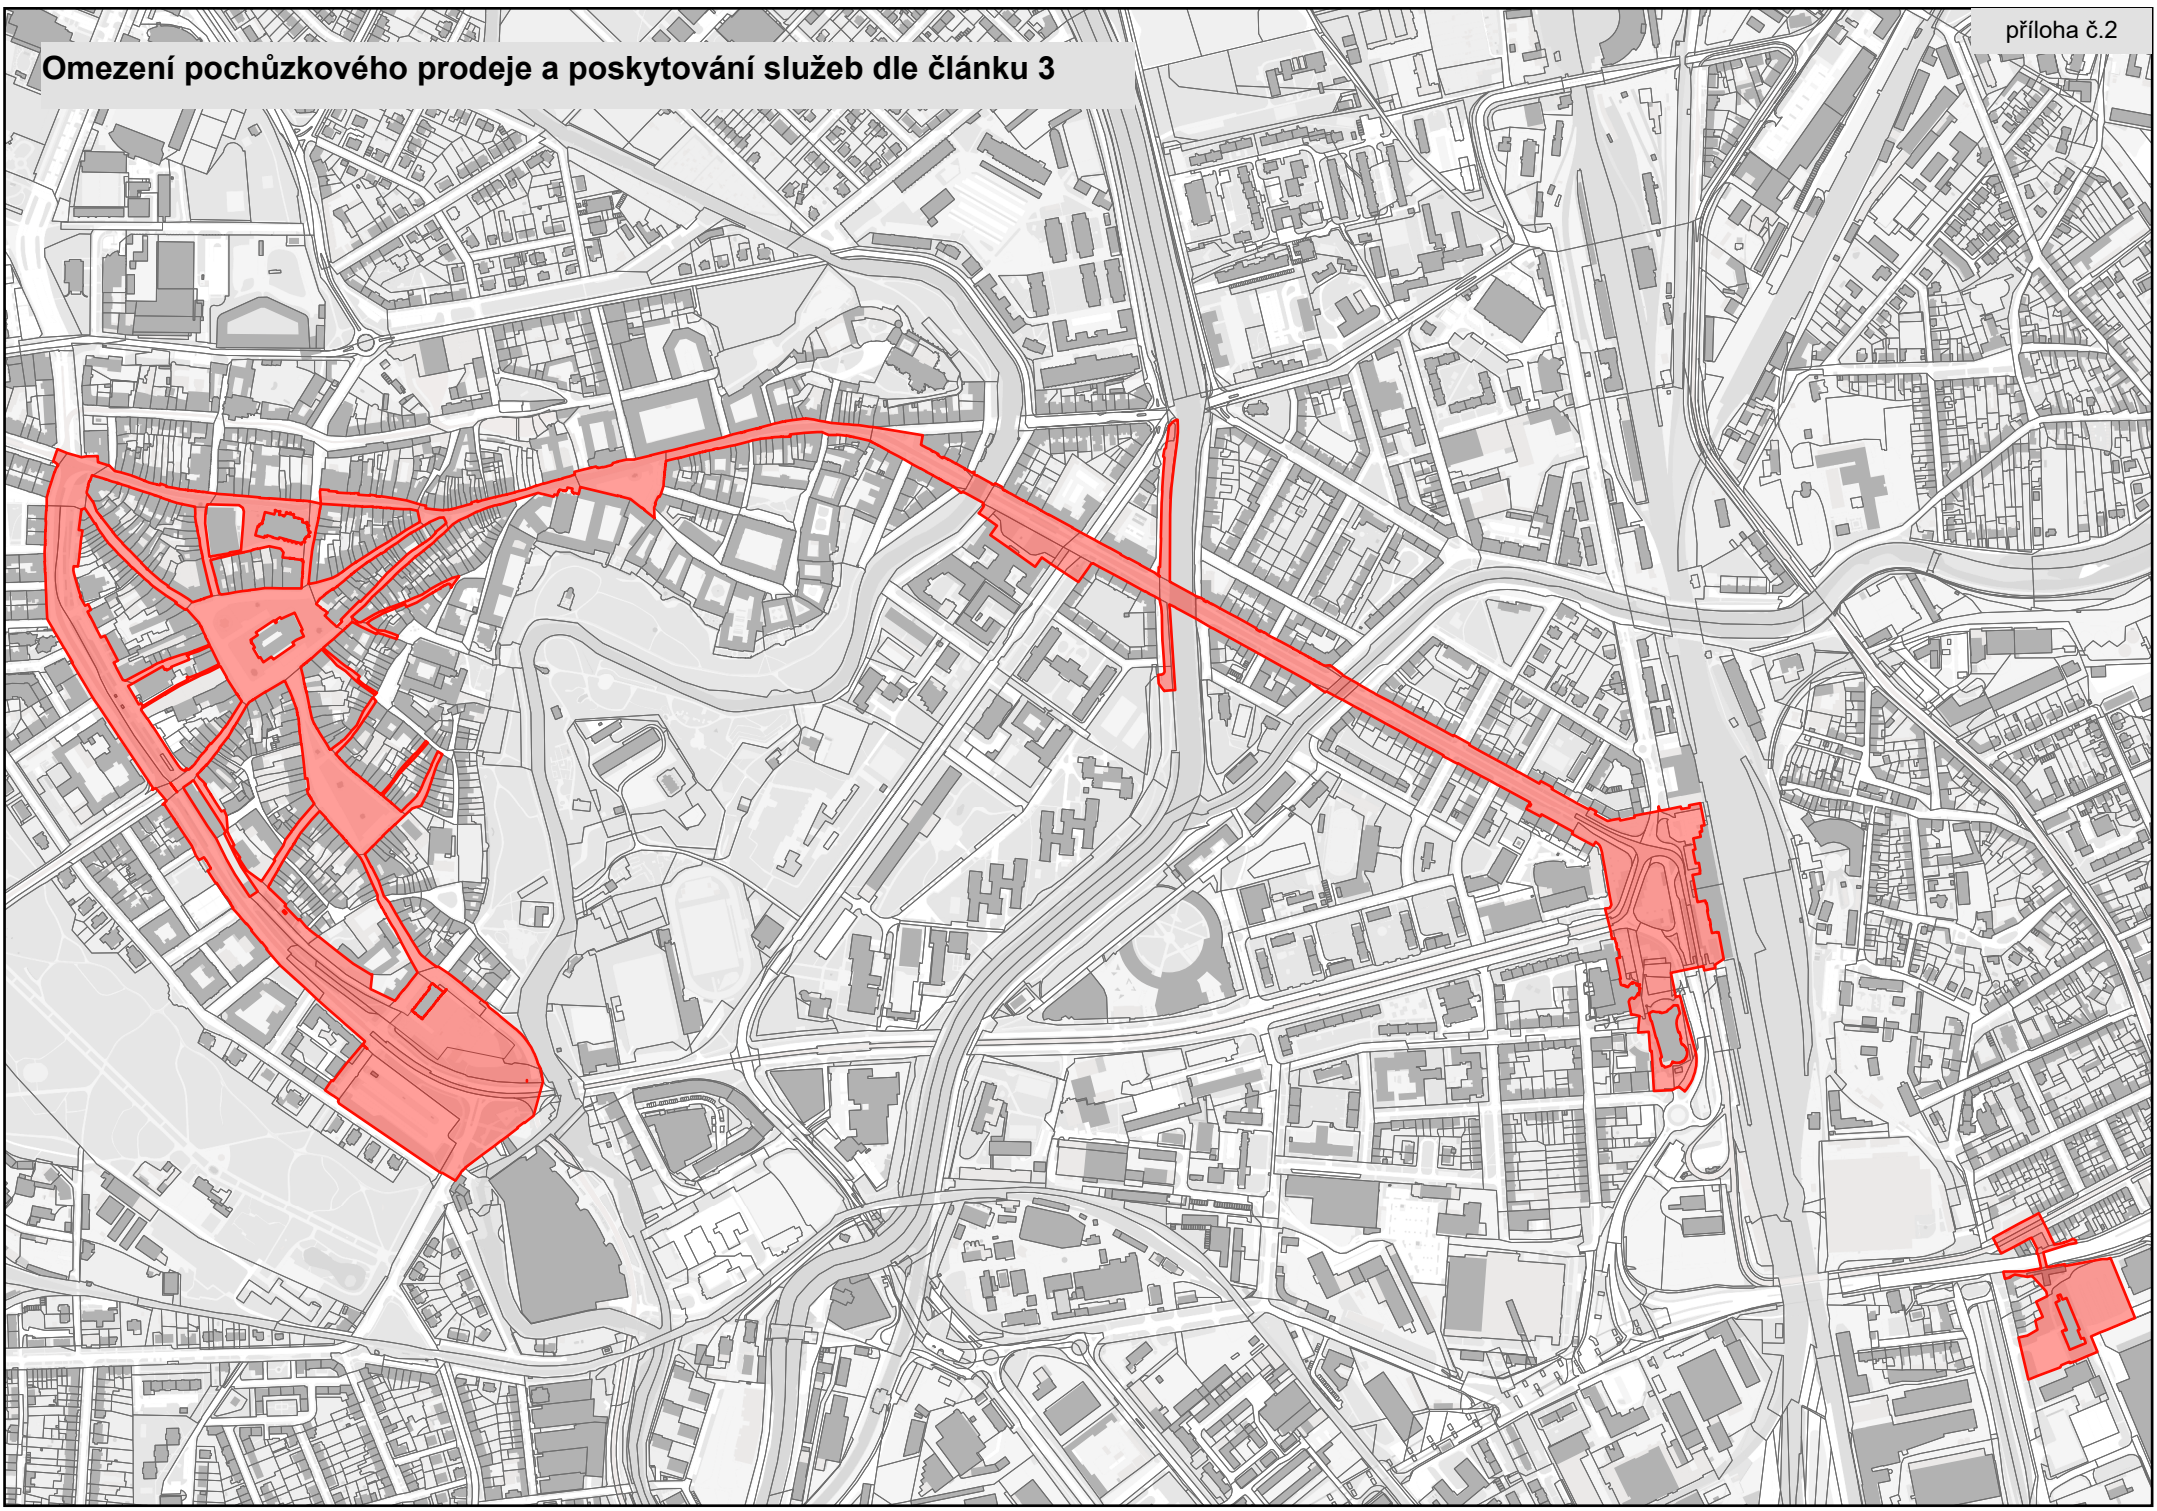 příloha č.2
Omezení pochůzkového prodeje a poskytování služeb dle článku 3